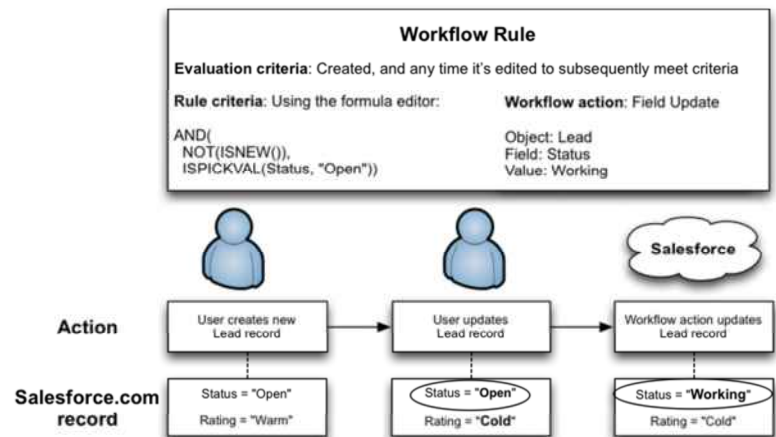 Workflow Rule
Evaluation criteria: Created, and any time it's edited to subsequently meet criteria
Rule criteria: Using the formula editor:
AND(
NOT(ISNEW()),
ISPICKVAL(Status, "Open"))
Workflow action: Field Update
Object: Lead
Field: Status
Value: Working
Salesforce
Action
User creates new
Lead record
User updates
Lead record
Workflow action updates
Lead record
Salesforce.com
record
Status = "Open"
Rating = "Warm"
Status = "Open"
Rating = "Cold"
Status = "Working"
Rating = "Cold"